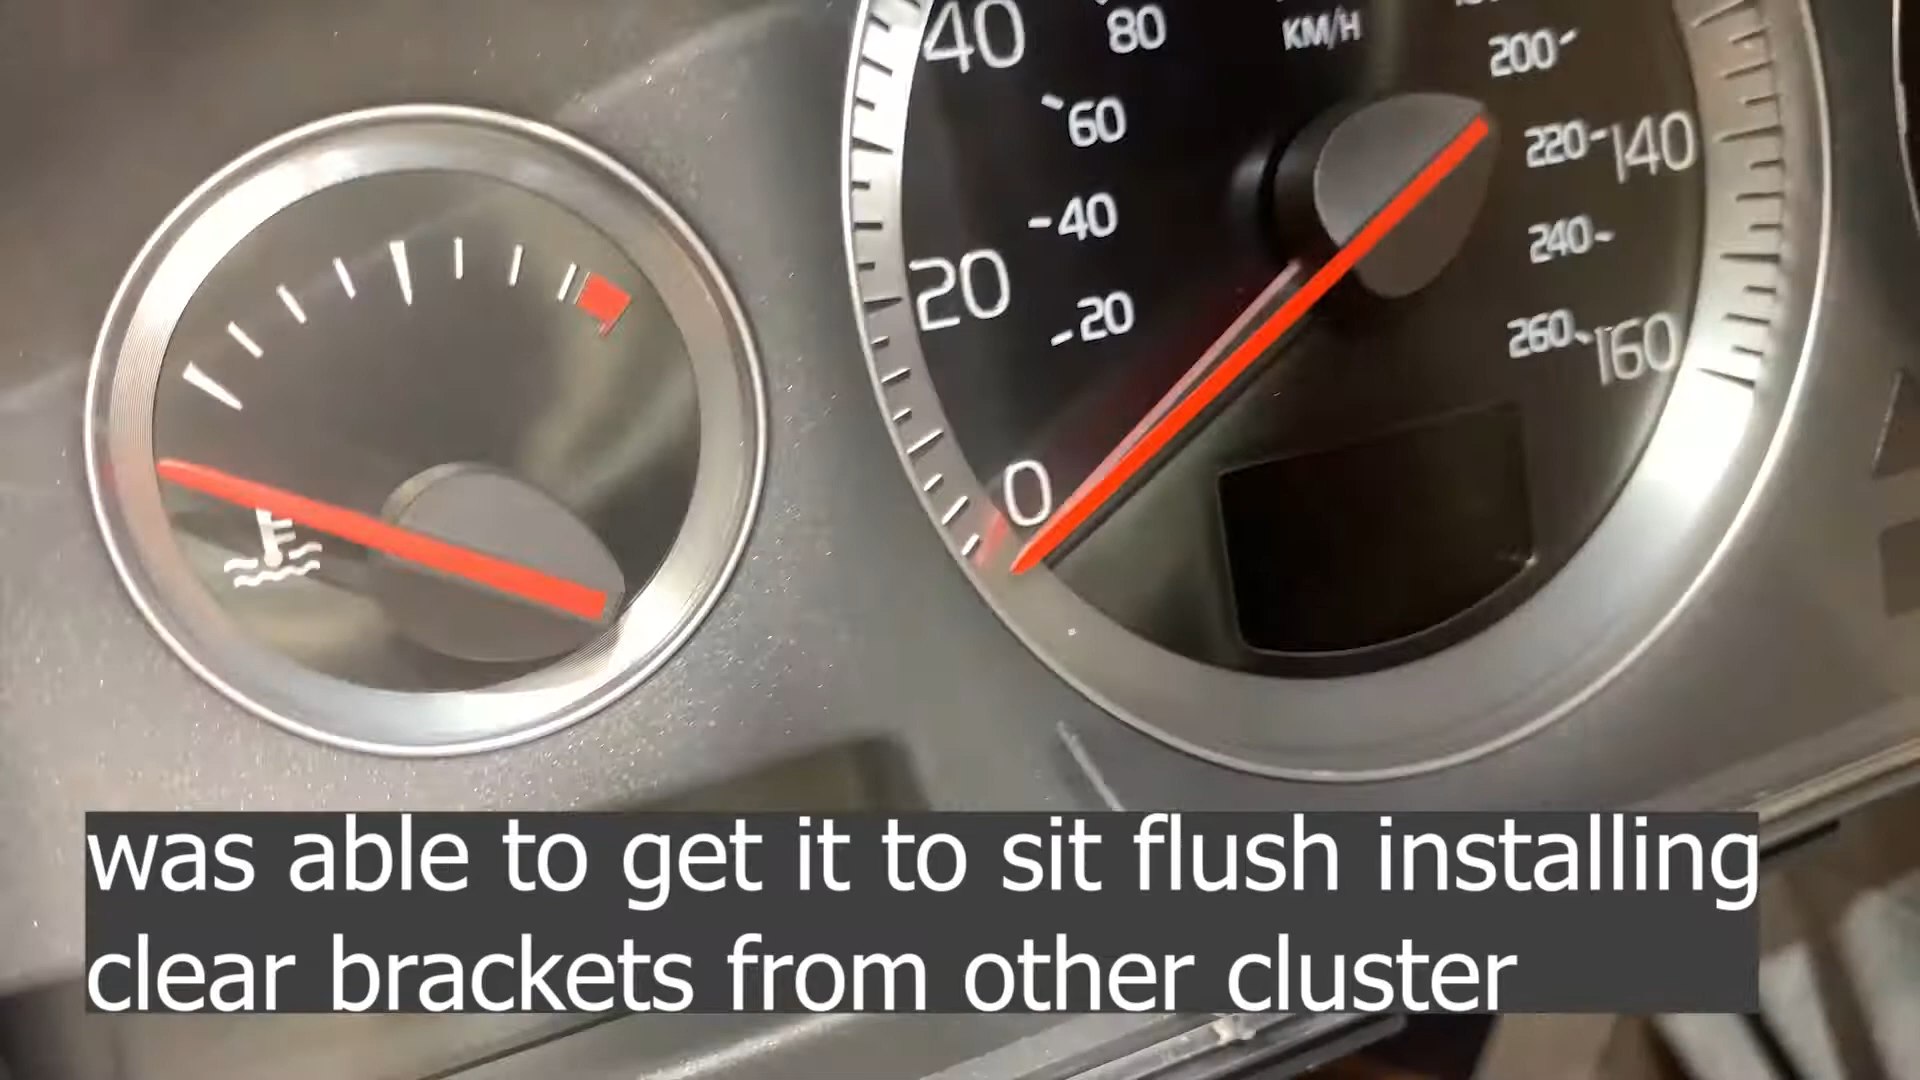 40 80 KM/H 200
60 220 140
40 240
20 20 260 160
0
was able to get it to sit flush installing
clear brackets from other cluster